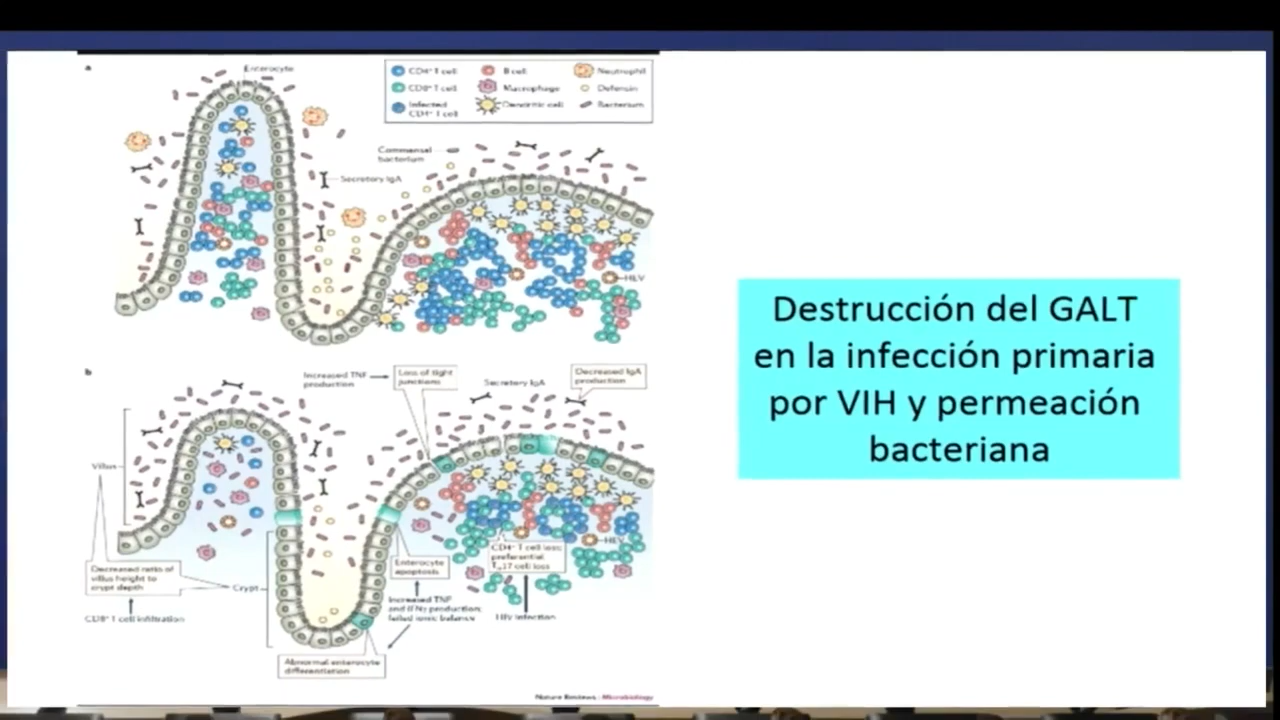 a
Enterocyte
CD4+ T cell
B cell
Neutrophil
CD8+ T cell
Macrophage
Defensin
Infected
CD4+ T cell
Dendritic cell
Bacterium
Commensal
bacterium
Secretory IgA
HEV
Destrucción del GALT
en la infección primaria
por VIH y permeación
bacteriana
b
Increased TNF
production
Loss of tight
junctions
Secretory IgA
Decreased IgA
production
Villus
CD4+ T cell loss;
preferential
TH17 cell loss
HEV
Enterocyte
apoptosis
Decreased ratio of
villus height to
crypt depth
Crypt
Increased TNF
and IFNγ production;
failed ionic balance
HIV infection
CD8+ T cell infiltration
Abnormal enterocyte
differentiation
Nature Reviews | Microbiology